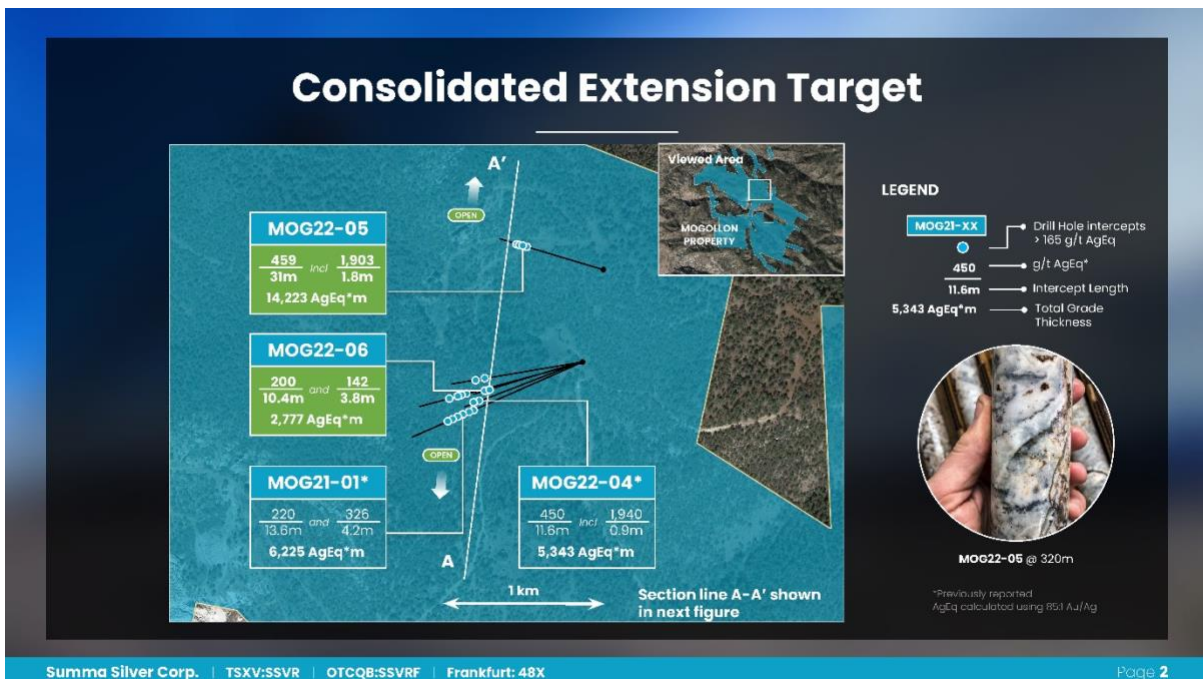 Consolidated Extension Target
A'
OPEN
Viewed Area
MOGOLLON
PROPERTY
MOG22-05
459 incl 1,903
31m 1.8m
14,223 AgEq*m
MOG22-06
200 and 142
10.4m 3.8m
2,777 AgEq*m
OPEN
MOG21-01*
220 and 326
13.6m 4.2m
6,225 AgEq*m
MOG22-04*
450 incl 1,940
11.6m 0.9m
5,343 AgEq*m
A
1 km
Section line A-A' shown
in next figure
LEGEND
MOG21-XX
Drill Hole intercepts
> 165 g/t AgEq
450
g/t AgEq*
11.6m
Intercept Length
5,343 AgEq*m
Total Grade
Thickness
MOG22-05 @ 320m
*Previously reported
AgEq calculated using 85:1 Au/Ag
Summa Silver Corp. | TSXV:SSVR | OTCQB:SSVRF | Frankfurt: 48X
Page 2